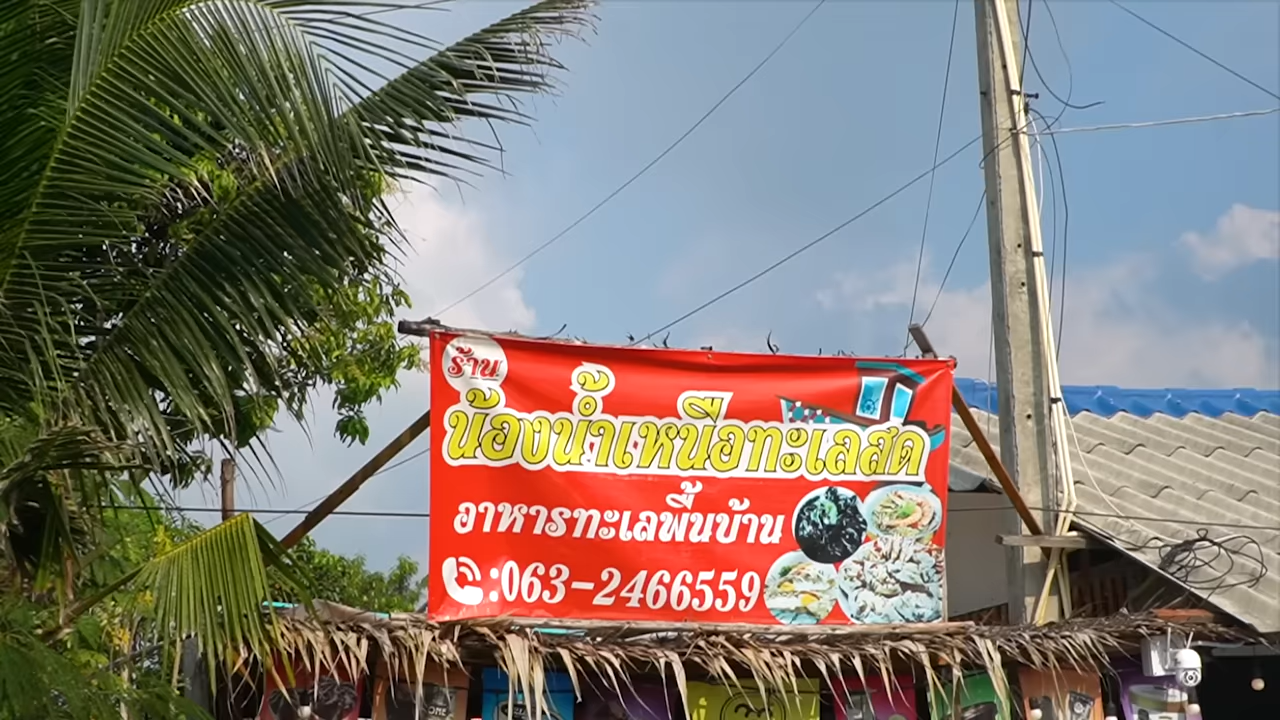 ร้าน
น้องน้ำเหนือทะเลสด
อาหารทะเลพื้นบ้าน
:063-2466559